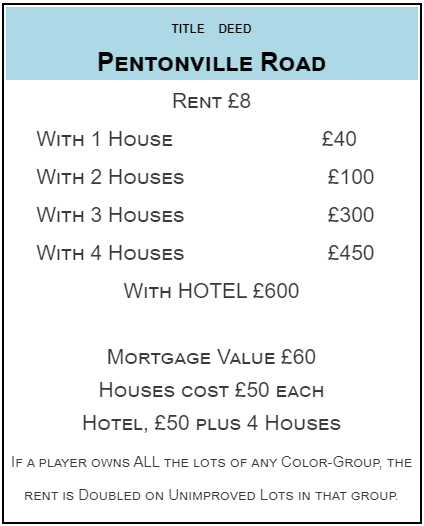 TITLE DEED
PENTONVILLE ROAD
RENT £8
WITH 1 HOUSE £40
WITH 2 HOUSES £100
WITH 3 HOUSES £300
WITH 4 HOUSES £450
WITH HOTEL £600
MORTGAGE VALUE £60
HOUSES COST £50 EACH
HOTEL, £50 PLUS 4 HOUSES
IF A PLAYER OWNS ALL THE LOTS OF ANY COLOR-GROUP, THE
RENT IS DOUBLED ON UNIMPROVED LOTS IN THAT GROUP.